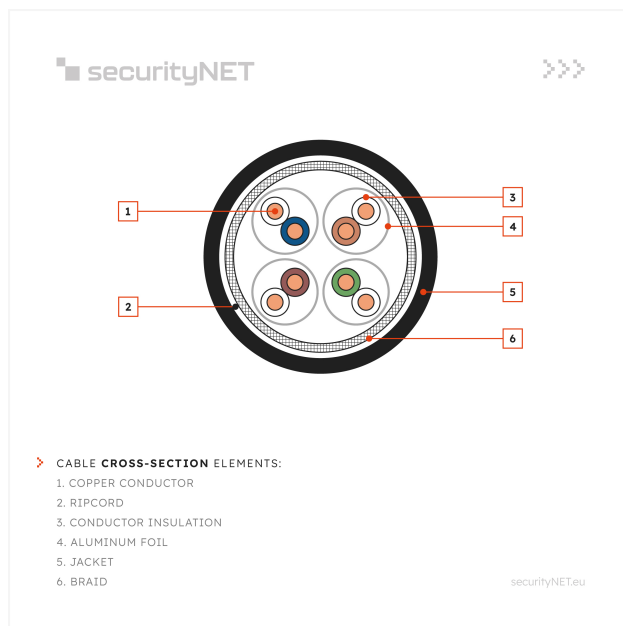 securityNET
1
3
4
2
5
6
CABLE CROSS-SECTION ELEMENTS:
1. COPPER CONDUCTOR
2. RIPCORD
3. CONDUCTOR INSULATION
4. ALUMINUM FOIL
5. JACKET
6. BRAID
securityNET.eu